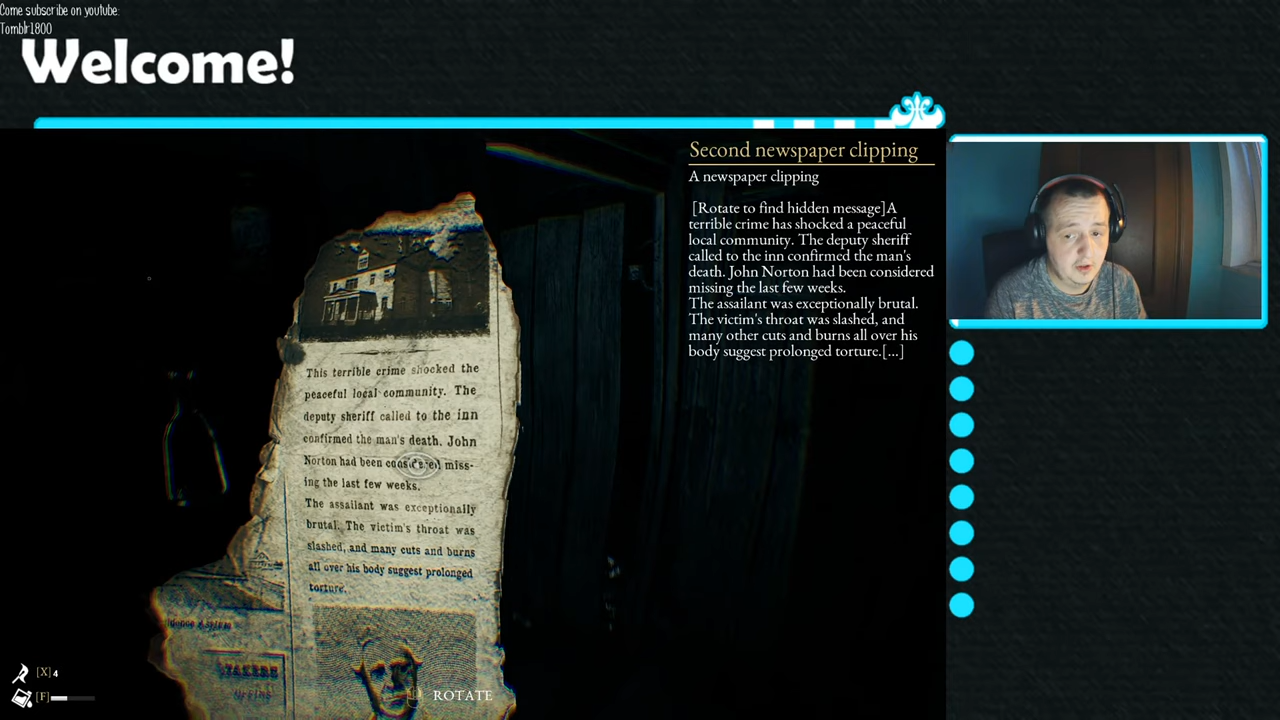 Come subscribe on youtube:
Tomblr1800
Welcome!
Second newspaper clipping
A newspaper clipping
[Rotate to find hidden message]A
terrible crime has shocked a peaceful
local community. The deputy sheriff
called to the inn confirmed the man's
death. John Norton had been considered
missing the last few weeks.
The assailant was exceptionally brutal.
The victim's throat was slashed, and
many other cuts and burns all over his
body suggest prolonged torture.[...]
This terrible crime shocked the
peaceful local community. The
deputy sheriff called to the inn
confirmed the man's death. John
Norton had been considered miss-
ing the last few weeks.
The assailant was exceptionally
brutal. The victim's throat was
slashed, and many cuts and burns
all over his body suggest prolonged
torture.
[X] 4
[F]
ROTATE